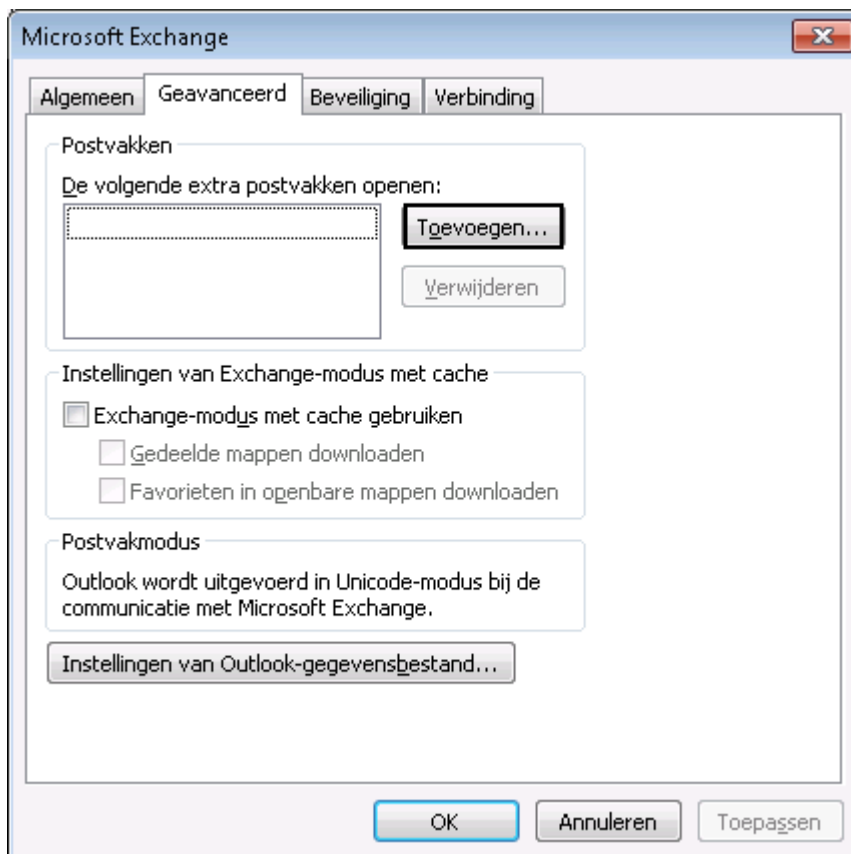 Microsoft Exchange
Algemeen Geavanceerd Beveiliging Verbinding
Postvakken
De volgende extra postvakken openen:
Toevoegen...
Verwijderen
Instellingen van Exchange-modus met cache
Exchange-modus met cache gebruiken
Gedeelde mappen downloaden
Favorieten in openbare mappen downloaden
Postvakmodus
Outlook wordt uitgevoerd in Unicode-modus bij de
communicatie met Microsoft Exchange.
Instellingen van Outlook-gegevensbestand...
OK Annuleren Toepassen